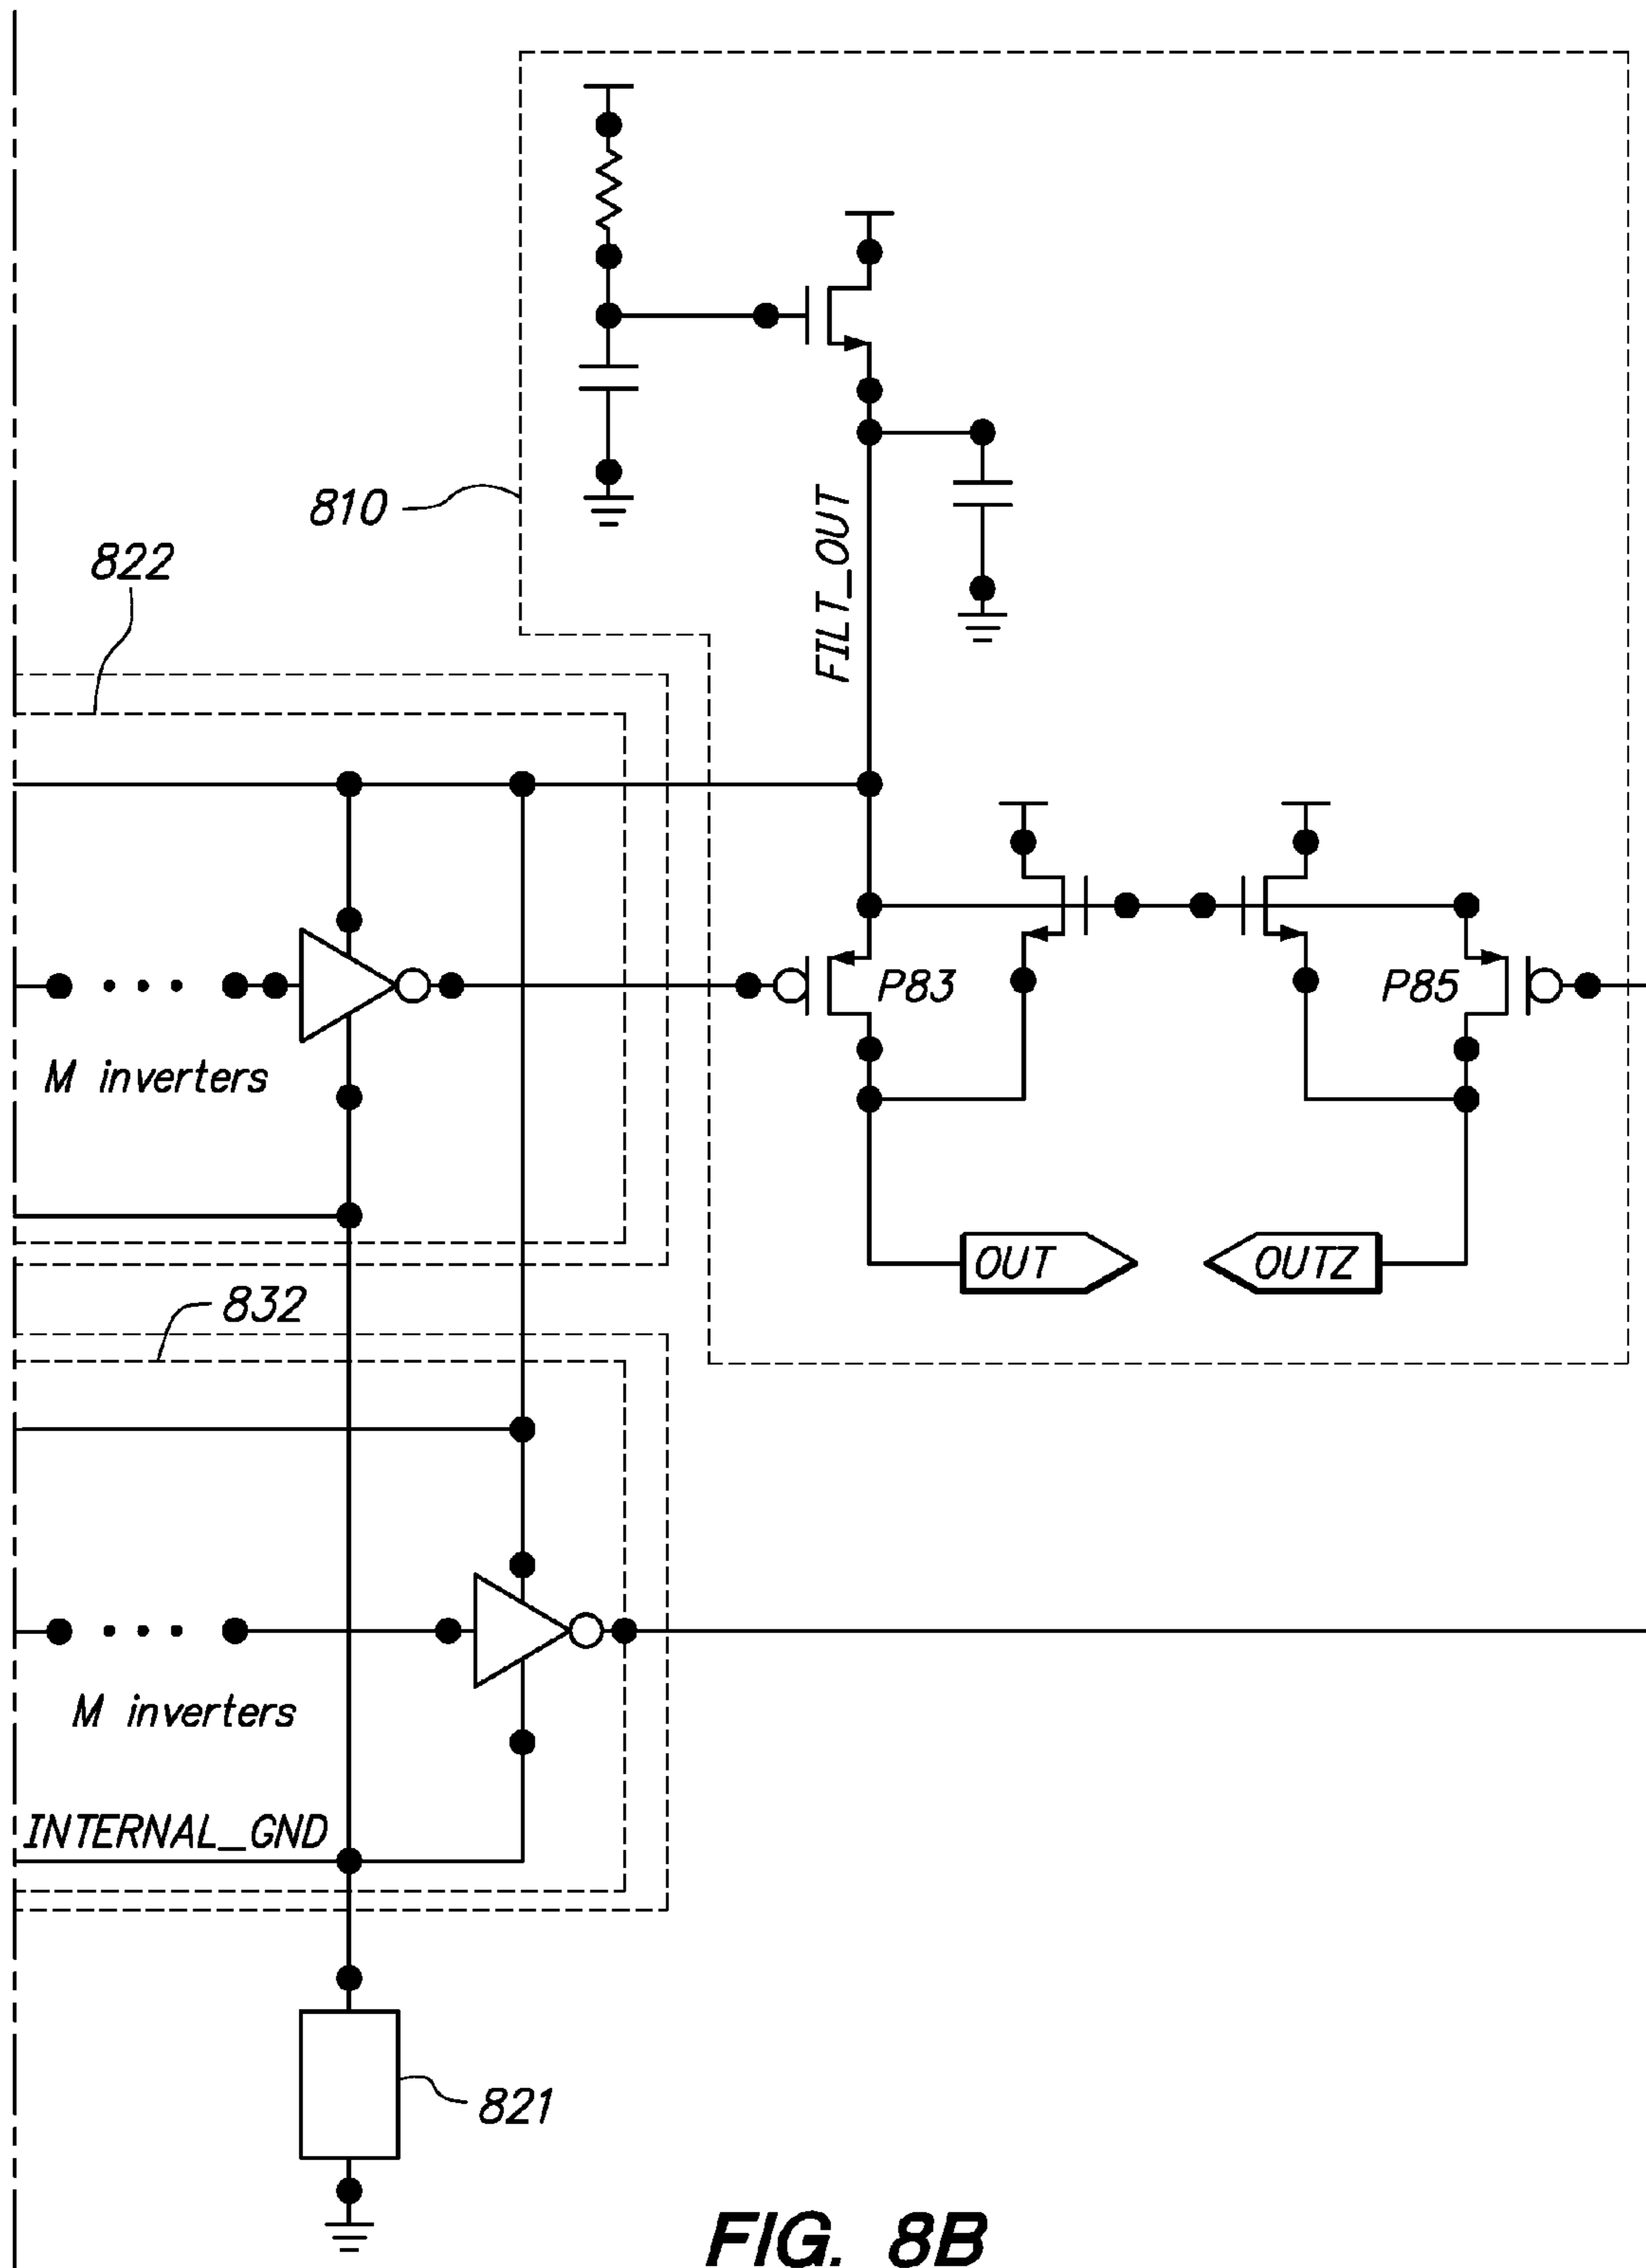 810
822
FILT_OUT
P83
P85
M inverters
OUT
OUTZ
832
M inverters
INTERNAL_GND
821
FIG. 8B